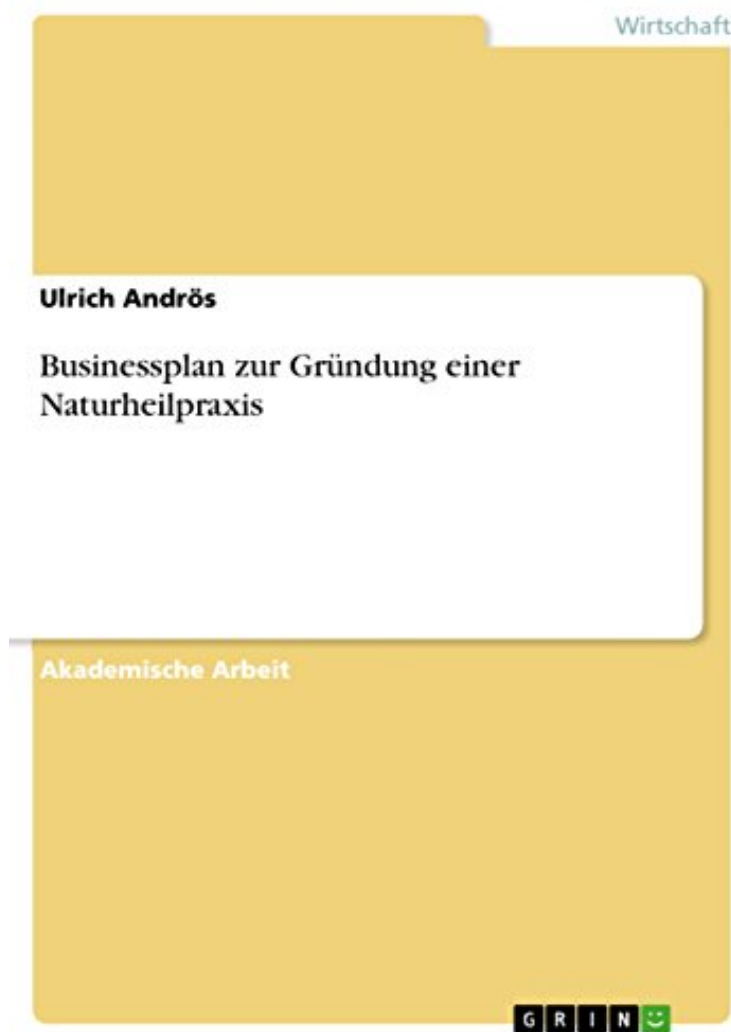 Wirtschaft
Ulrich Andrös
Businessplan zur Gründung einer
Naturheilpraxis
Akademische Arbeit
GRIN